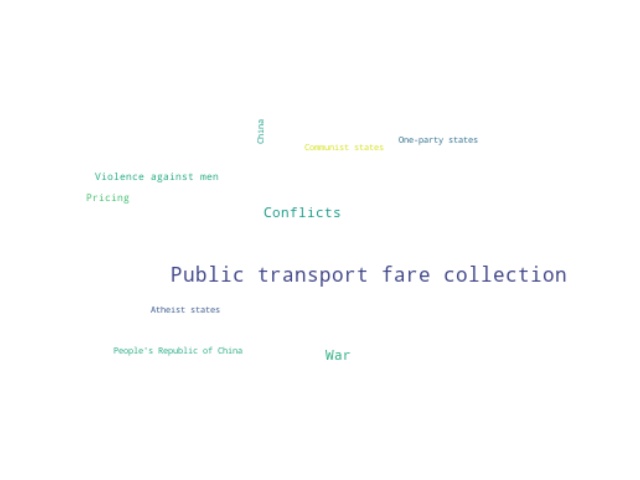 China
One-party states
Communist states
Violence against men
Pricing
Conflicts
Public transport fare collection
Atheist states
People's Republic of China
War